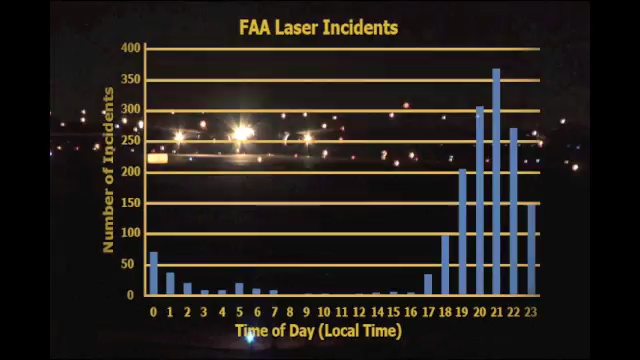 FAA Laser Incidents
Number of Incidents
400
350
300
250
200
150
100
50
0
0 1 2 3 4 5 6 7 8 9 10 11 12 13 14 15 16 17 18 19 20 21 22 23
Time of Day (Local Time)